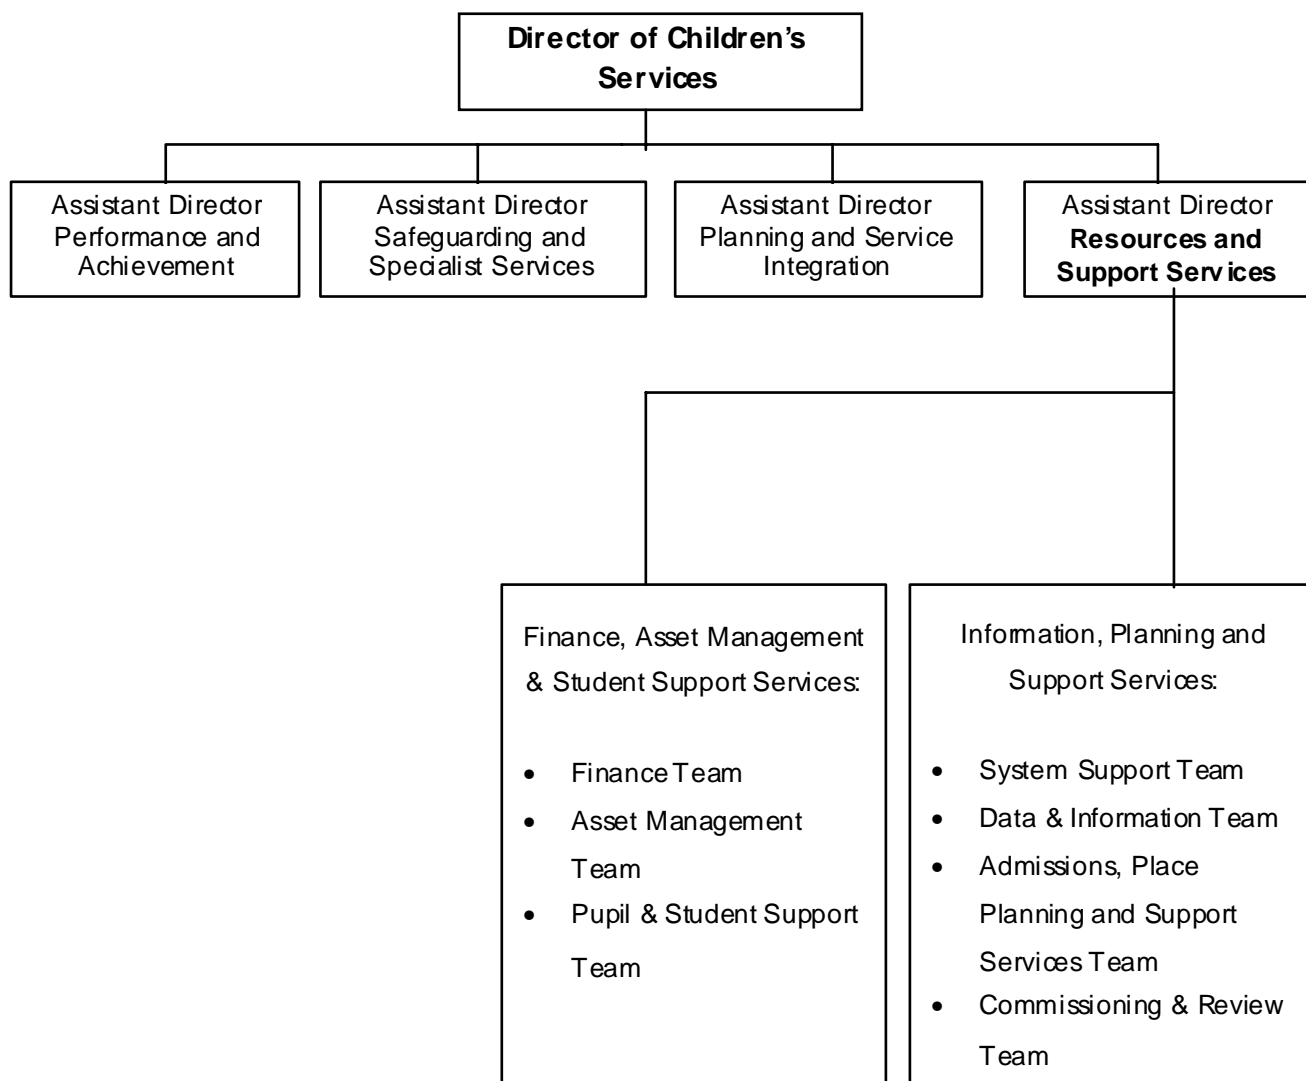 Director of Children’s
Services
Assistant Director
Performance and
Achievement
Assistant Director
Safeguarding and
Specialist Services
Assistant Director
Planning and Service
Integration
Assistant Director
Resources and
Support Services
Finance, Asset Management
& Student Support Services:
• Finance Team
• Asset Management
Team
• Pupil & Student Support
Team
Information, Planning and
Support Services:
• System Support Team
• Data & Information Team
• Admissions, Place
Planning and Support
Services Team
• Commissioning & Review
Team